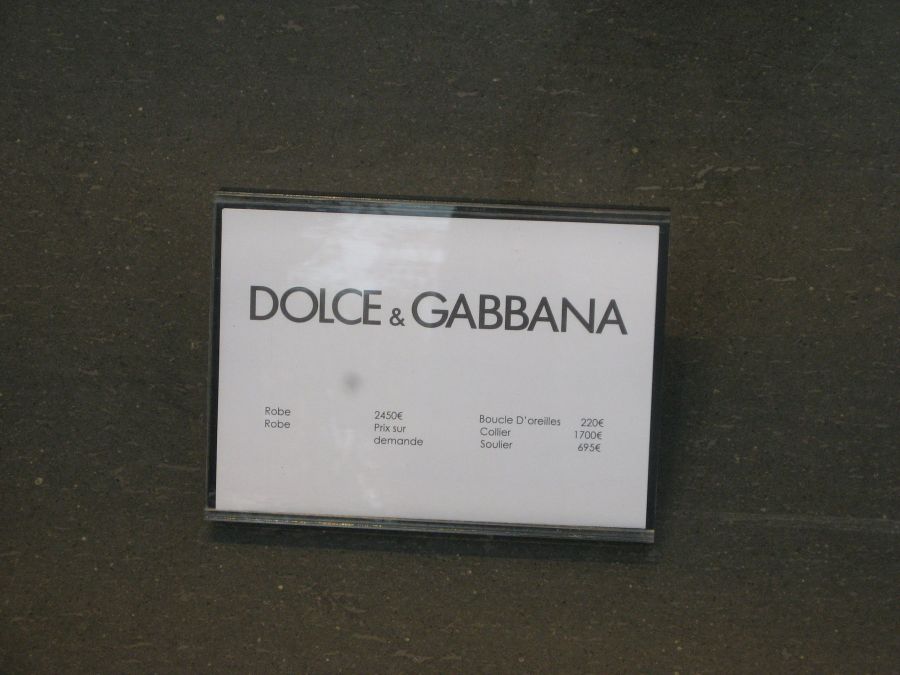 DOLCE & GABBANA
Robe 2450€
Robe Prix sur
demande
Boucle D'oreilles 220€
Collier 1700€
Soulier 695€